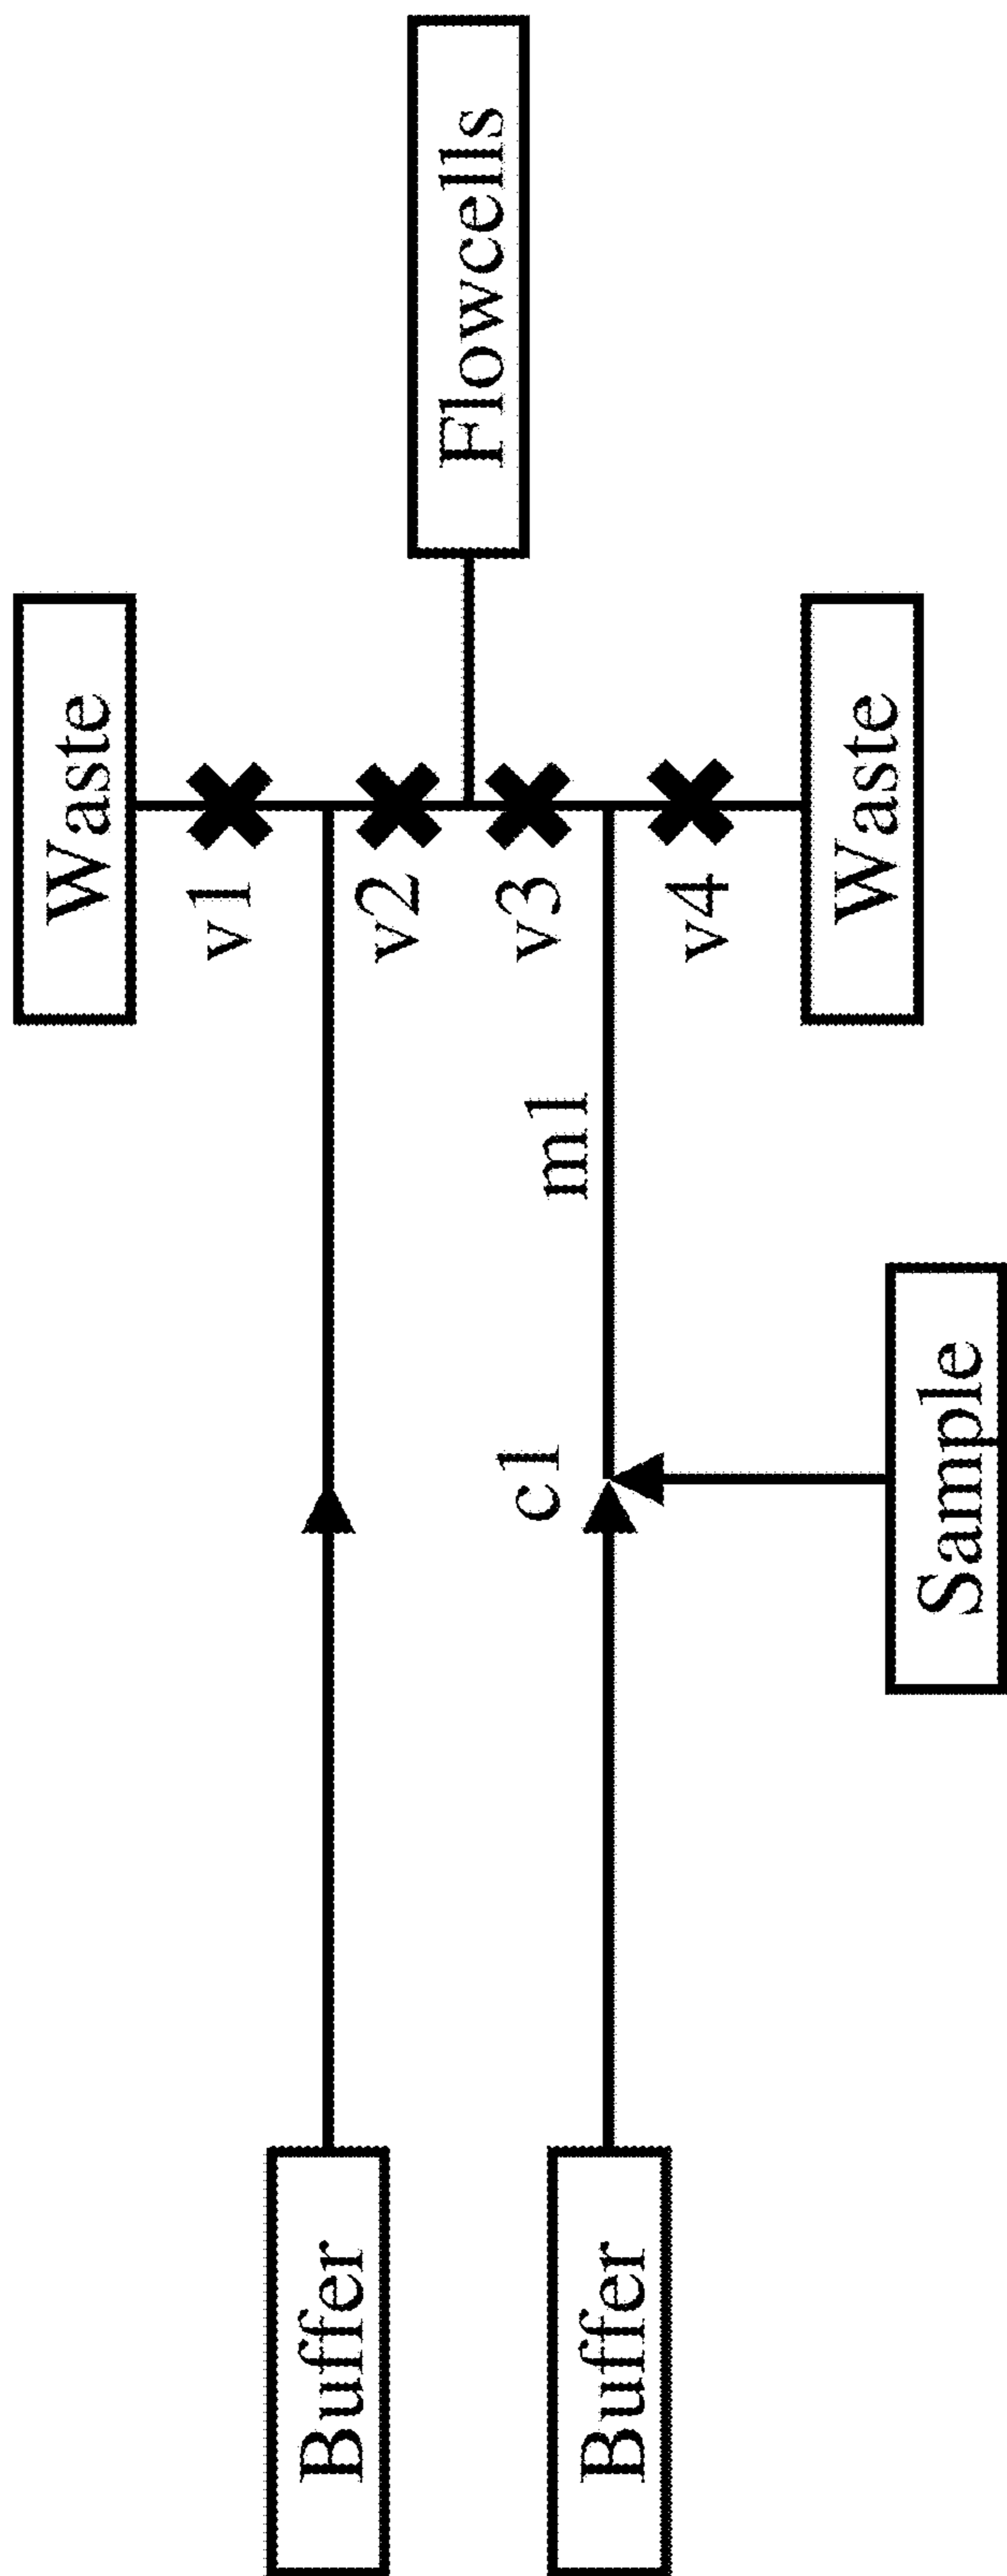 Waste
v1
Buffer
v2
Flowcells
v3
c1
m1
Buffer
v4
Waste
Sample